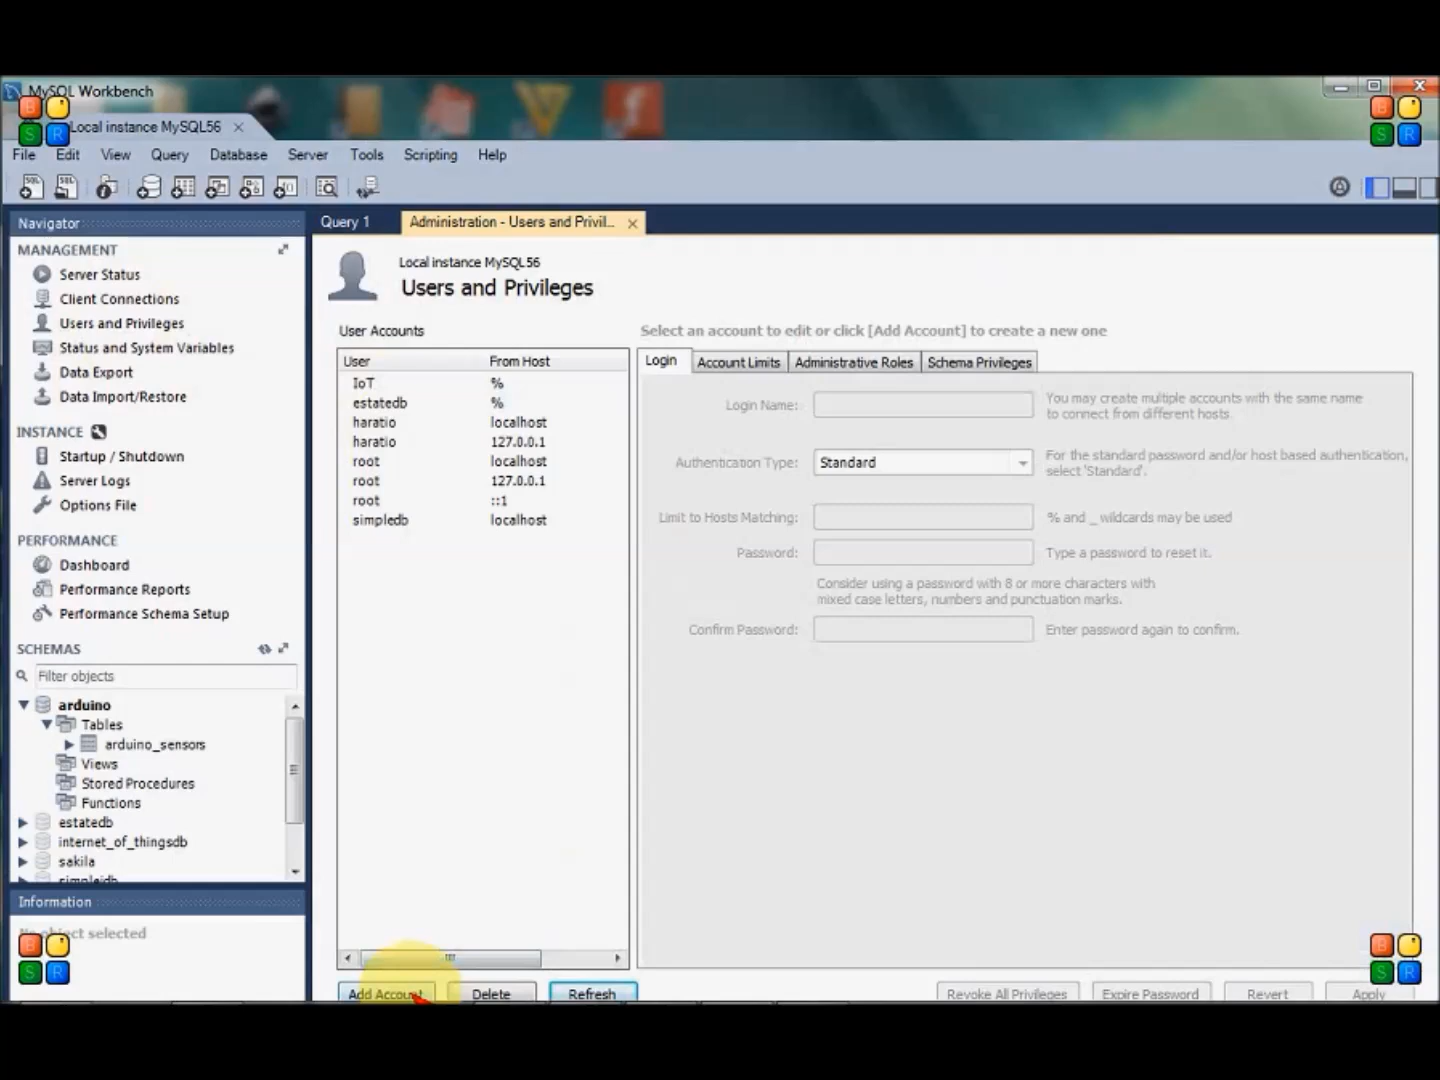 MySQL Workbench
Local instance MySQL56
File Edit View Query Database Server Tools Scripting Help
Navigator
MANAGEMENT
Server Status
Client Connections
Users and Privileges
Status and System Variables
Data Export
Data Import/Restore
INSTANCE
Startup / Shutdown
Server Logs
Options File
PERFORMANCE
Dashboard
Performance Reports
Performance Schema Setup
SCHEMAS
Filter objects
arduino
Tables
arduino_sensors
Views
Stored Procedures
Functions
estatedb
internet_of_thingsdb
sakila
Information
No object selected
Query 1
Administration - Users and Privil...
Local instance MySQL56
Users and Privileges
User Accounts
User From Host
IoT %
estatedb %
haratio localhost
haratio 127.0.0.1
root localhost
root 127.0.0.1
root ::1
simpledb localhost
Add Account Delete Refresh
Select an account to edit or click [Add Account] to create a new one
Login Account Limits Administrative Roles Schema Privileges
Login Name:
You may create multiple accounts with the same name
to connect from different hosts.
Authentication Type: Standard
For the standard password and/or host based authentication,
select 'Standard'.
Limit to Hosts Matching: % and _ wildcards may be used
Password: Type a password to reset it.
Consider using a password with 8 or more characters with
mixed case letters, numbers and punctuation marks.
Confirm Password: Enter password again to confirm.
Revoke All Privileges Expire Password Revert Apply
B
S R
B
S R
B
S R
B
S R